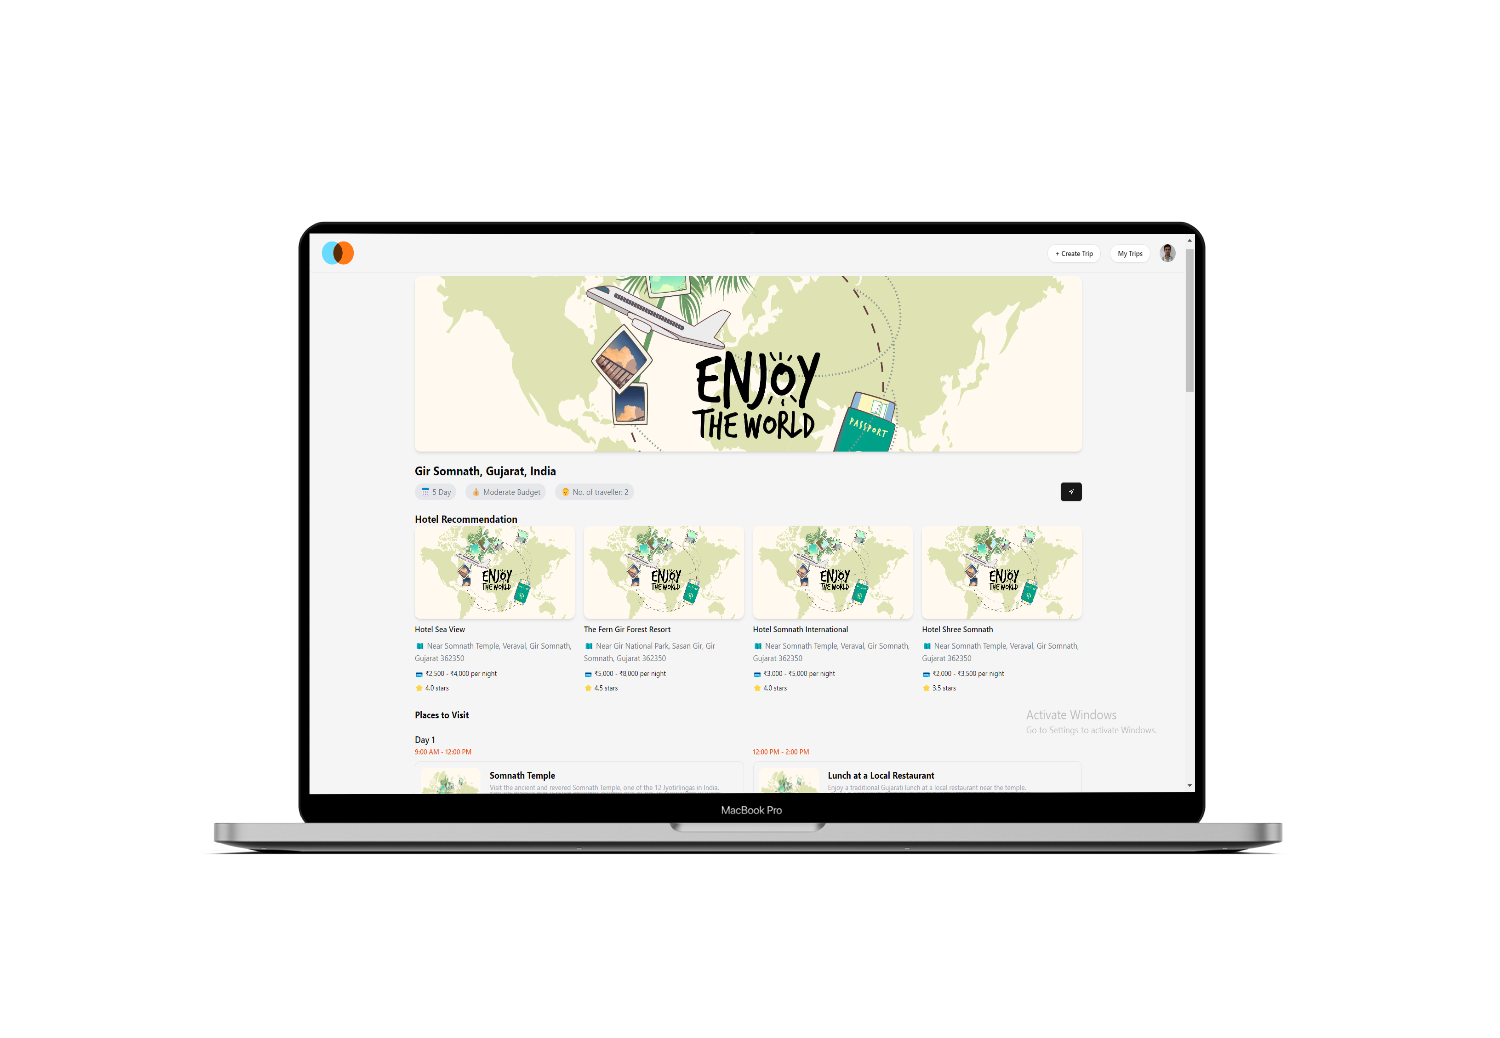 + Create Trip
My Trips
ENJOY
THE WORLD
PASSPORT
Gir Somnath, Gujarat, India
5 Day
Moderate Budget
No. of traveller: 2
Hotel Recommendation
ENJOY
THE WORLD
ENJOY
THE WORLD
ENJOY
THE WORLD
ENJOY
THE WORLD
Hotel Sea View
Near Somnath Temple, Veraval, Gir Somnath,
Gujarat 362350
₹2,500 - ₹4,000 per night
4.0 stars
The Fern Gir Forest Resort
Near Gir National Park, Sasan Gir, Gir
Somnath, Gujarat 362350
₹5,000 - ₹8,000 per night
4.5 stars
Hotel Somnath International
Near Somnath Temple, Veraval, Gir Somnath,
Gujarat 362350
₹3,000 - ₹5,000 per night
4.0 stars
Hotel Shree Somnath
Near Somnath Temple, Veraval, Gir Somnath,
Gujarat 362350
₹2,000 - ₹3,500 per night
3.5 stars
Places to Visit
Activate Windows
Go to Settings to activate Windows.
Day 1
9:00 AM - 12:00 PM
12:00 PM - 2:00 PM
Somnath Temple
Visit the ancient and revered Somnath Temple, one of the 12 Jyotirlingas in India.
Lunch at a Local Restaurant
Enjoy a traditional Gujarati lunch at a local restaurant near the temple.
MacBook Pro